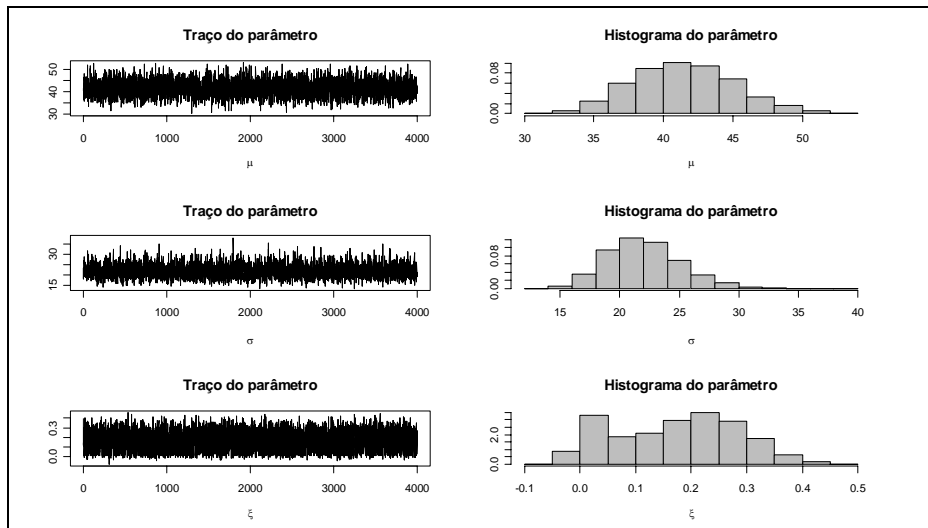 Traço do parâmetro
30 40 50
0 1000 2000 3000 4000
μ
Histograma do parâmetro
0.00 0.08
30 35 40 45 50
μ
Traço do parâmetro
15 30
0 1000 2000 3000 4000
σ
Histograma do parâmetro
0.00 0.08
15 20 25 30 35 40
σ
Traço do parâmetro
0.0 0.3
0 1000 2000 3000 4000
ξ
Histograma do parâmetro
0.0 2.0
-0.1 0.0 0.1 0.2 0.3 0.4 0.5
ξ